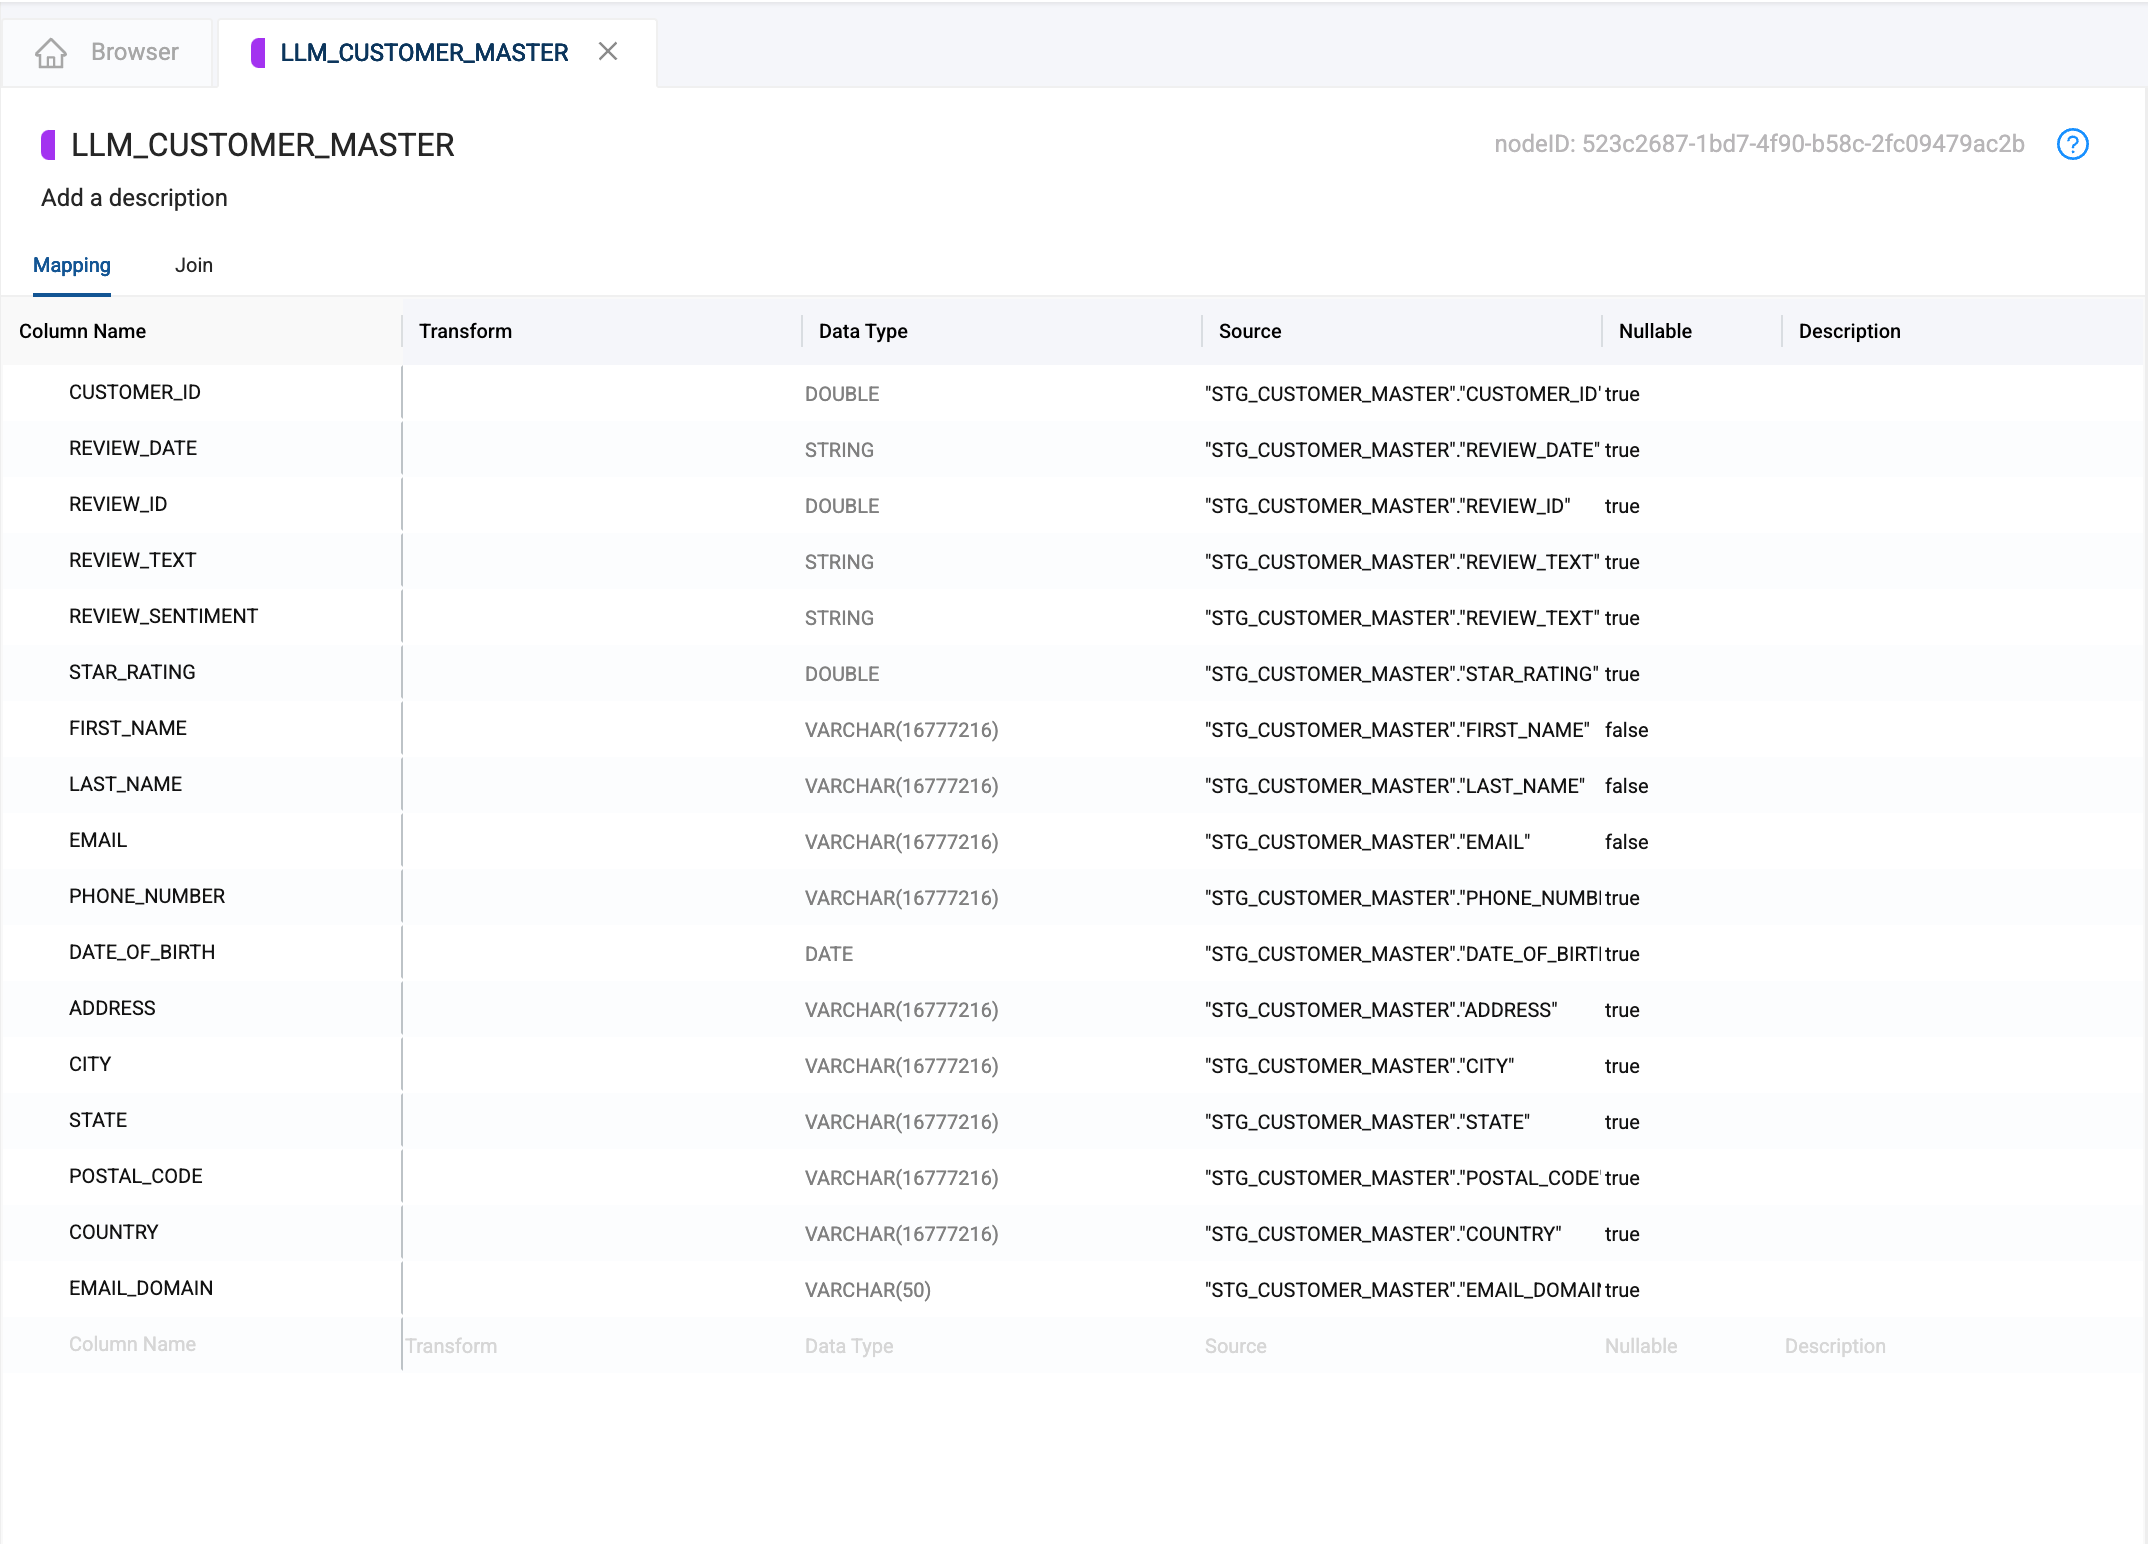 Browser LLM_CUSTOMER_MASTER
LLM_CUSTOMER_MASTER nodeID: 523c2687-1bd7-4f90-b58c-2fc09479ac2b ?
Add a description
Mapping Join
Column Name Transform Data Type Source Nullable Description
CUSTOMER_ID DOUBLE "STG_CUSTOMER_MASTER"."CUSTOMER_ID" true
REVIEW_DATE STRING "STG_CUSTOMER_MASTER"."REVIEW_DATE" true
REVIEW_ID DOUBLE "STG_CUSTOMER_MASTER"."REVIEW_ID" true
REVIEW_TEXT STRING "STG_CUSTOMER_MASTER"."REVIEW_TEXT" true
REVIEW_SENTIMENT STRING "STG_CUSTOMER_MASTER"."REVIEW_TEXT" true
STAR_RATING DOUBLE "STG_CUSTOMER_MASTER"."STAR_RATING" true
FIRST_NAME VARCHAR(16777216) "STG_CUSTOMER_MASTER"."FIRST_NAME" false
LAST_NAME VARCHAR(16777216) "STG_CUSTOMER_MASTER"."LAST_NAME" false
EMAIL VARCHAR(16777216) "STG_CUSTOMER_MASTER"."EMAIL" false
PHONE_NUMBER VARCHAR(16777216) "STG_CUSTOMER_MASTER"."PHONE_NUMB true
DATE_OF_BIRTH DATE "STG_CUSTOMER_MASTER"."DATE_OF_BIRT true
ADDRESS VARCHAR(16777216) "STG_CUSTOMER_MASTER"."ADDRESS" true
CITY VARCHAR(16777216) "STG_CUSTOMER_MASTER"."CITY" true
STATE VARCHAR(16777216) "STG_CUSTOMER_MASTER"."STATE" true
POSTAL_CODE VARCHAR(16777216) "STG_CUSTOMER_MASTER"."POSTAL_CODE" true
COUNTRY VARCHAR(16777216) "STG_CUSTOMER_MASTER"."COUNTRY" true
EMAIL_DOMAIN VARCHAR(50) "STG_CUSTOMER_MASTER"."EMAIL_DOMAI true
Column Name Transform Data Type Source Nullable Description